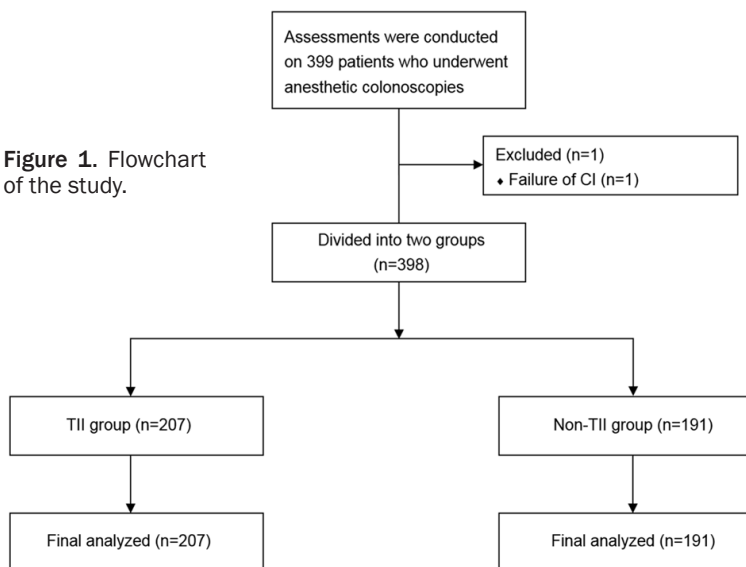 Assessments were conducted
on 399 patients who underwent
anesthetic colonoscopies
Figure 1. Flowchart
of the study.
Excluded (n=1)
♦ Failure of CI (n=1)
Divided into two groups
(n=398)
TII group (n=207)
Non-TII group (n=191)
Final analyzed (n=207)
Final analyzed (n=191)